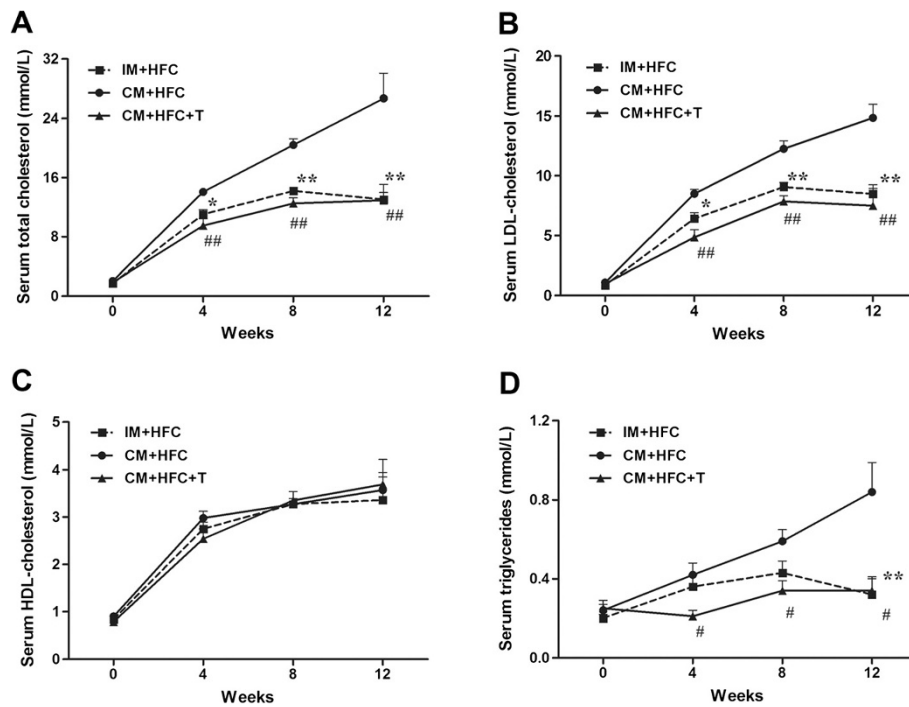 A
Serum total cholesterol (mmol/L)
32
24
16
8
0
IM+HFC
CM+HFC
CM+HFC+T
*
**
**
##
##
##
0
4
8
12
Weeks
B
Serum LDL-cholesterol (mmol/L)
20
15
10
5
0
IM+HFC
CM+HFC
CM+HFC+T
*
**
**
##
##
##
0
4
8
12
Weeks
C
Serum HDL-cholesterol (mmol/L)
5
4
3
2
1
0
IM+HFC
CM+HFC
CM+HFC+T
0
4
8
12
Weeks
D
Serum triglycerides (mmol/L)
1.2
0.8
0.4
0.0
IM+HFC
CM+HFC
CM+HFC+T
**
#
#
#
0
4
8
12
Weeks